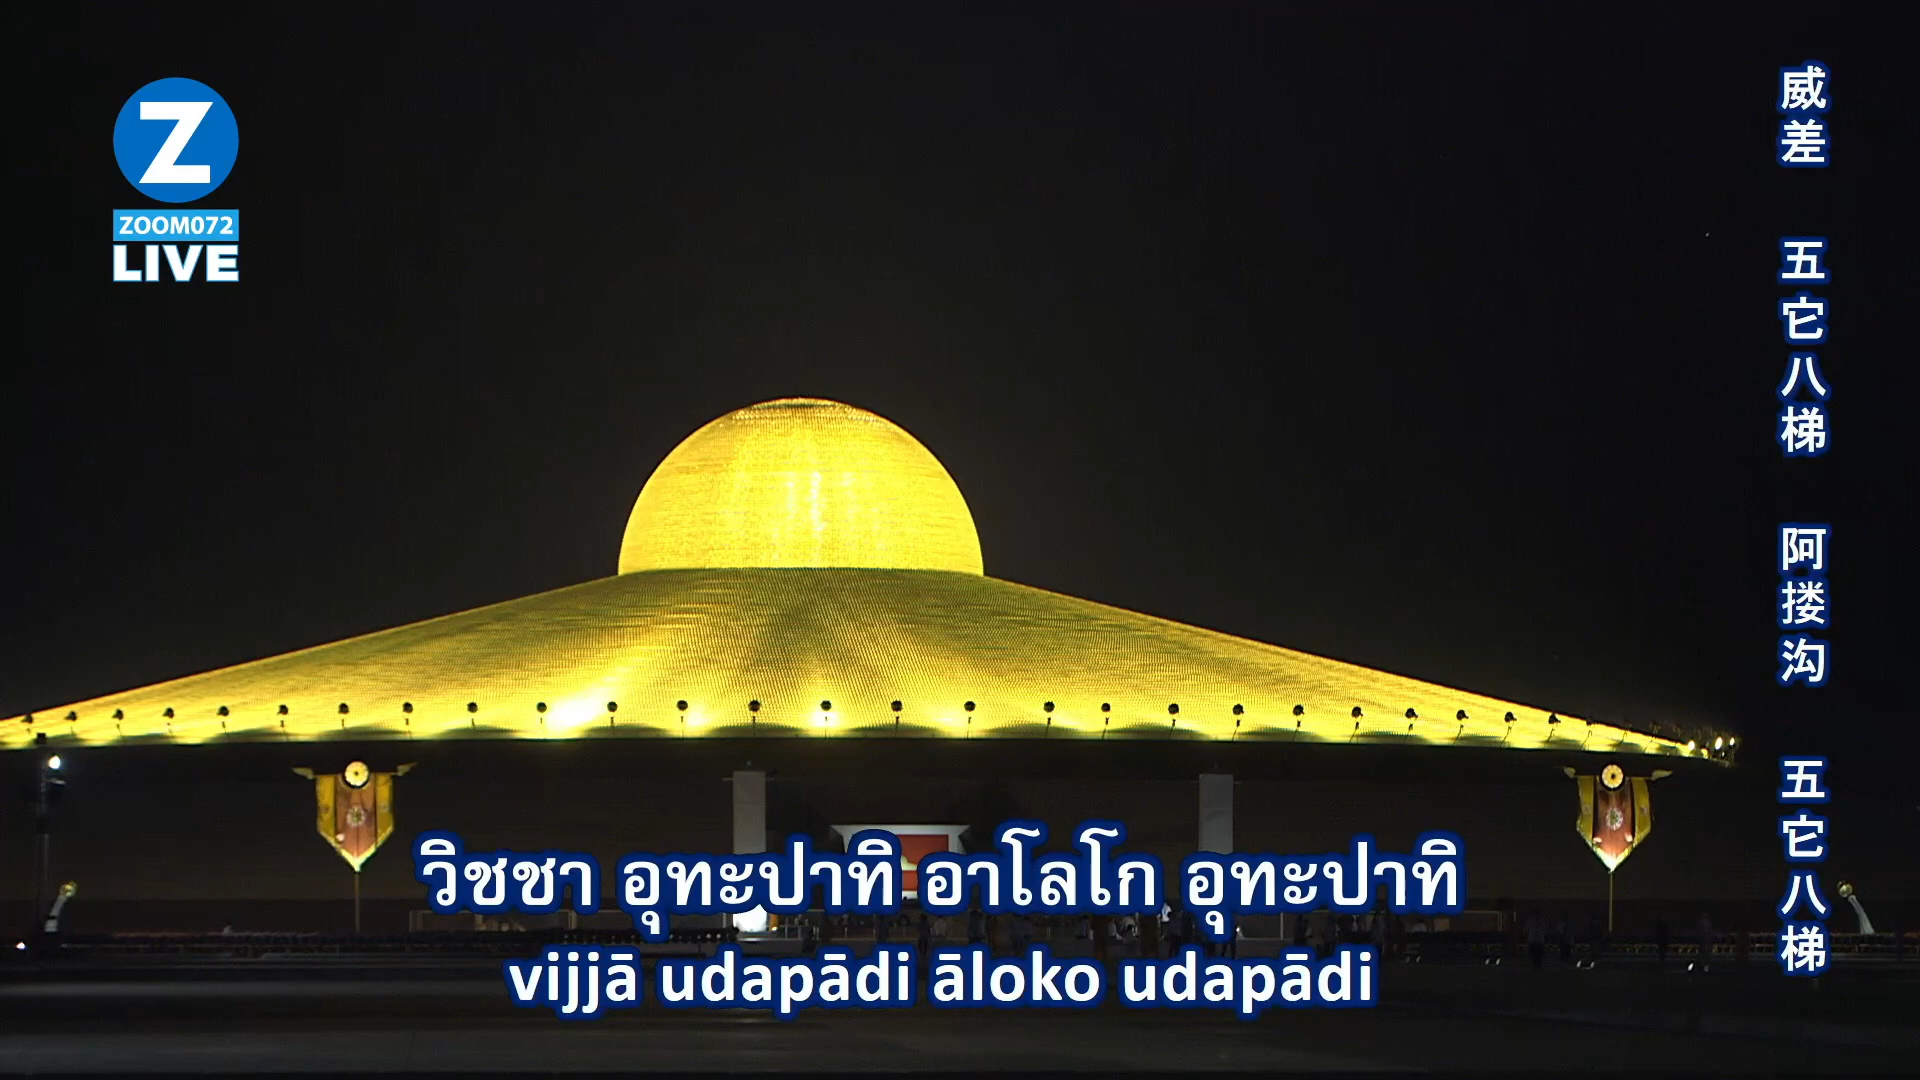 Z
ZOOM072
LIVE
威差 五它八梯 阿搂沟 五它八梯
วิชชา อุทะปาทิ อาโลโก อุทะปาทิ
vijjā udapādi āloko udapādi